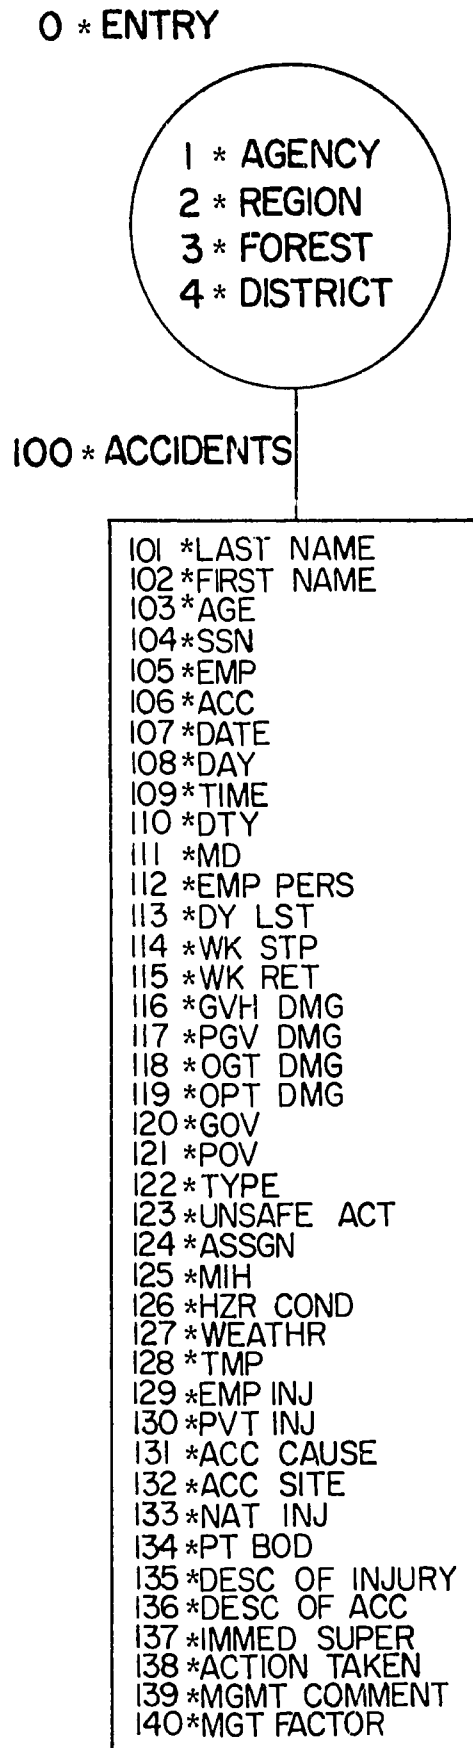 0 * ENTRY
1 * AGENCY
2 * REGION
3 * FOREST
4 * DISTRICT
100 * ACCIDENTS
101 *LAST NAME
102 *FIRST NAME
103 *AGE
104 *SSN
105 *EMP
106 *ACC
107 *DATE
108 *DAY
109 *TIME
110 *DTY
111 *MD
112 *EMP PERS
113 *DY LST
114 *WK STP
115 *WK RET
116 *GVH DMG
117 *PGV DMG
118 *OGT DMG
119 *OPT DMG
120 *GOV
121 *POV
122 *TYPE
123 *UNSAFE ACT
124 *ASSGN
125 *MIH
126 *HZR COND
127 *WEATHR
128 *TMP
129 *EMP INJ
130 *PVT INJ
131 *ACC CAUSE
132 *ACC SITE
133 *NAT INJ
134 *PT BOD
135 *DESC OF INJURY
136 *DESC OF ACC
137 *IMMED SUPER
138 *ACTION TAKEN
139 *MGMT COMMENT
140 *MGT FACTOR